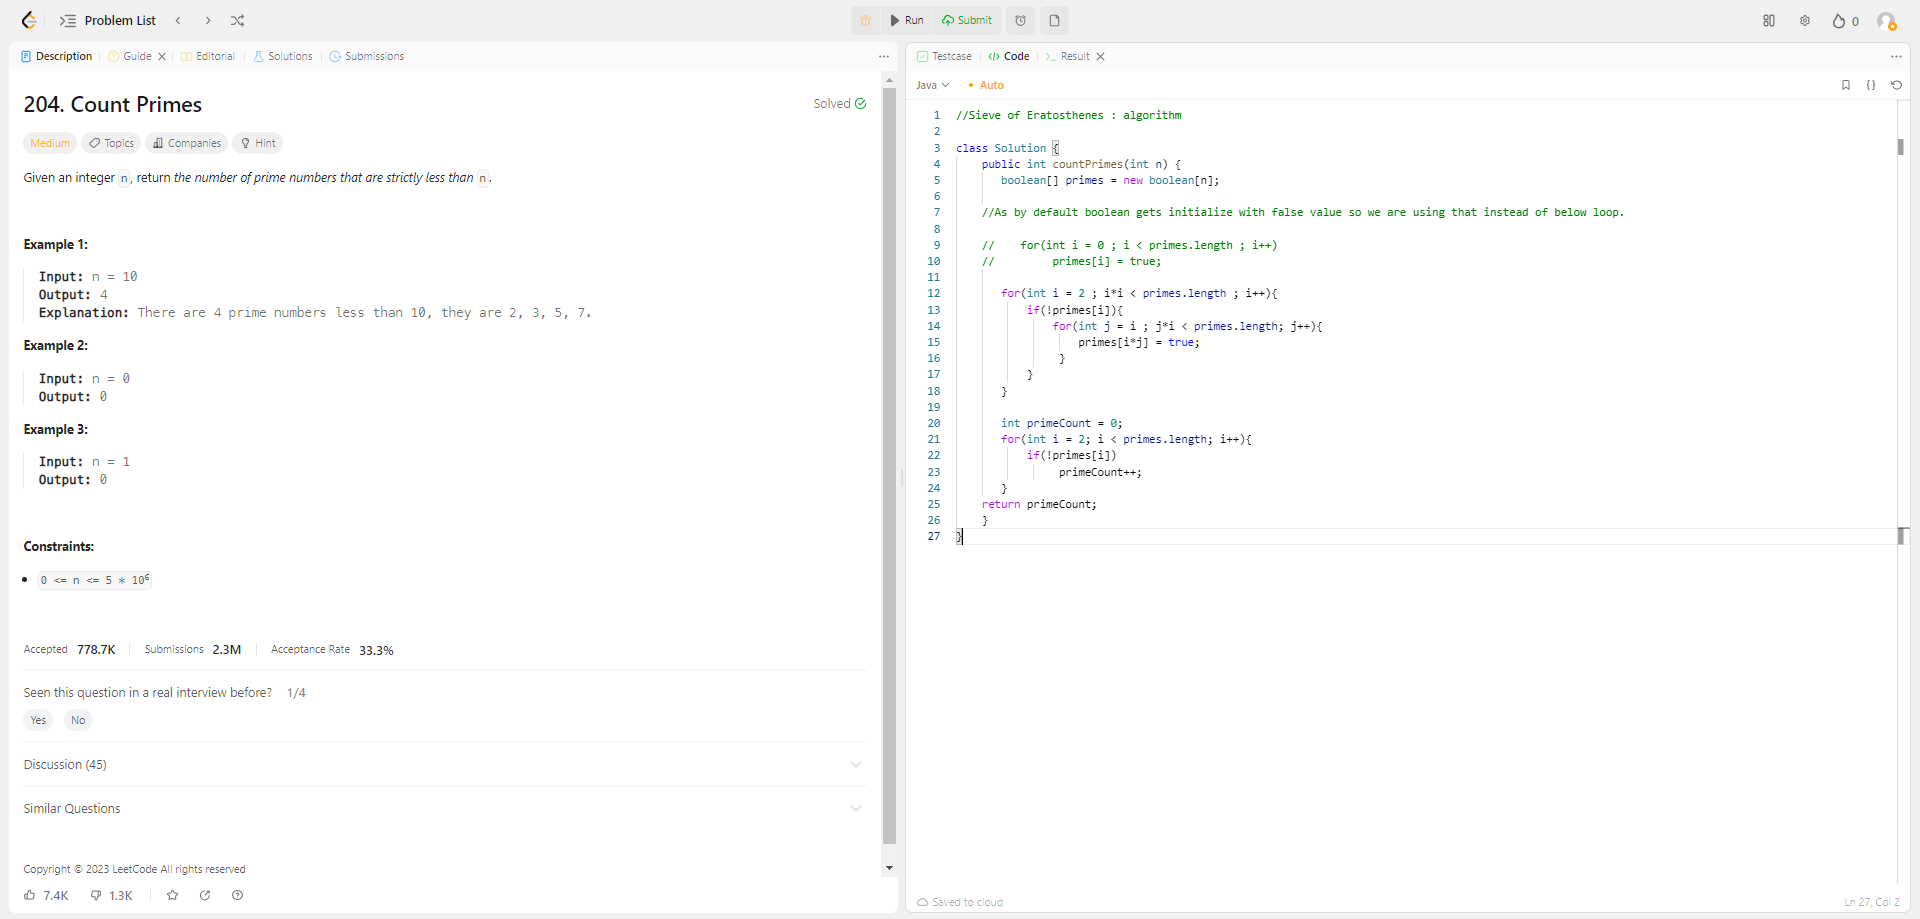 Problem List
Run
Submit
0
Description
Guide
Editorial
Solutions
Submissions
204. Count Primes
Solved
Medium
Topics
Companies
Hint
Given an integer n, return the number of prime numbers that are strictly less than n.
Example 1:
Input: n = 10
Output: 4
Explanation: There are 4 prime numbers less than 10, they are 2, 3, 5, 7.
Example 2:
Input: n = 0
Output: 0
Example 3:
Input: n = 1
Output: 0
Constraints:
0 <= n <= 5 * 10⁶
Accepted 778.7K
Submissions 2.3M
Acceptance Rate 33.3%
Seen this question in a real interview before? 1/4
Yes
No
Discussion (45)
Similar Questions
Copyright © 2023 LeetCode All rights reserved
7.4K
1.3K
Testcase
Code
Result
Java
Auto
1 //Sieve of Eratosthenes : algorithm
2
3 class Solution {
4 public int countPrimes(int n) {
5 boolean[] primes = new boolean[n];
6
7 //As by default boolean gets initialize with false value so we are using that instead of below loop.
8
9 // for(int i = 0 ; i < primes.length ; i++)
10 // primes[i] = true;
11
12 for(int i = 2 ; i*i < primes.length ; i++){
13 if(!primes[i]){
14 for(int j = i ; j*i < primes.length; j++){
15 primes[i*j] = true;
16 }
17 }
18 }
19
20 int primeCount = 0;
21 for(int i = 2; i < primes.length; i++){
22 if(!primes[i])
23 primeCount++;
24 }
25 return primeCount;
26 }
27 }
Saved to cloud
Ln 27, Col 2